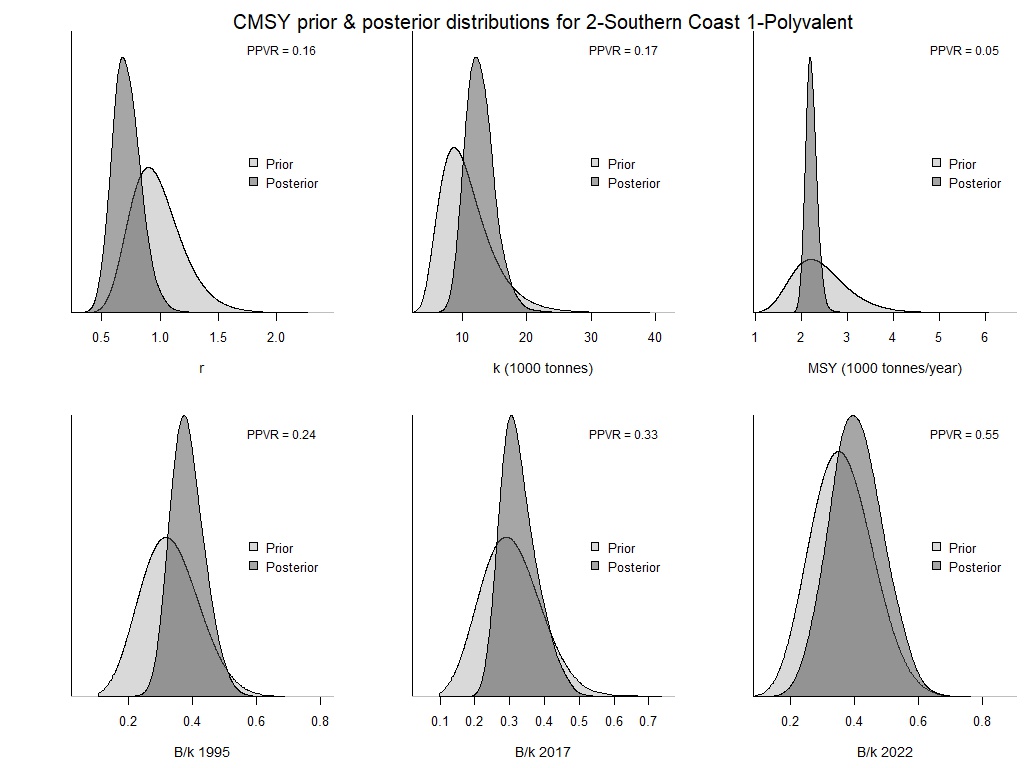 CMSY prior & posterior distributions for 2-Southern Coast 1-Polyvalent
PPVR = 0.16
Prior
Posterior
0.5 1.0 1.5 2.0
r
PPVR = 0.17
Prior
Posterior
10 20 30 40
k (1000 tonnes)
PPVR = 0.05
Prior
Posterior
1 2 3 4 5 6
MSY (1000 tonnes/year)
PPVR = 0.24
Prior
Posterior
0.2 0.4 0.6 0.8
B/k 1995
PPVR = 0.33
Prior
Posterior
0.1 0.2 0.3 0.4 0.5 0.6 0.7
B/k 2017
PPVR = 0.55
Prior
Posterior
0.2 0.4 0.6 0.8
B/k 2022